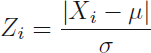 Z_i = \frac{|X_i - \mu|}{\sigma}